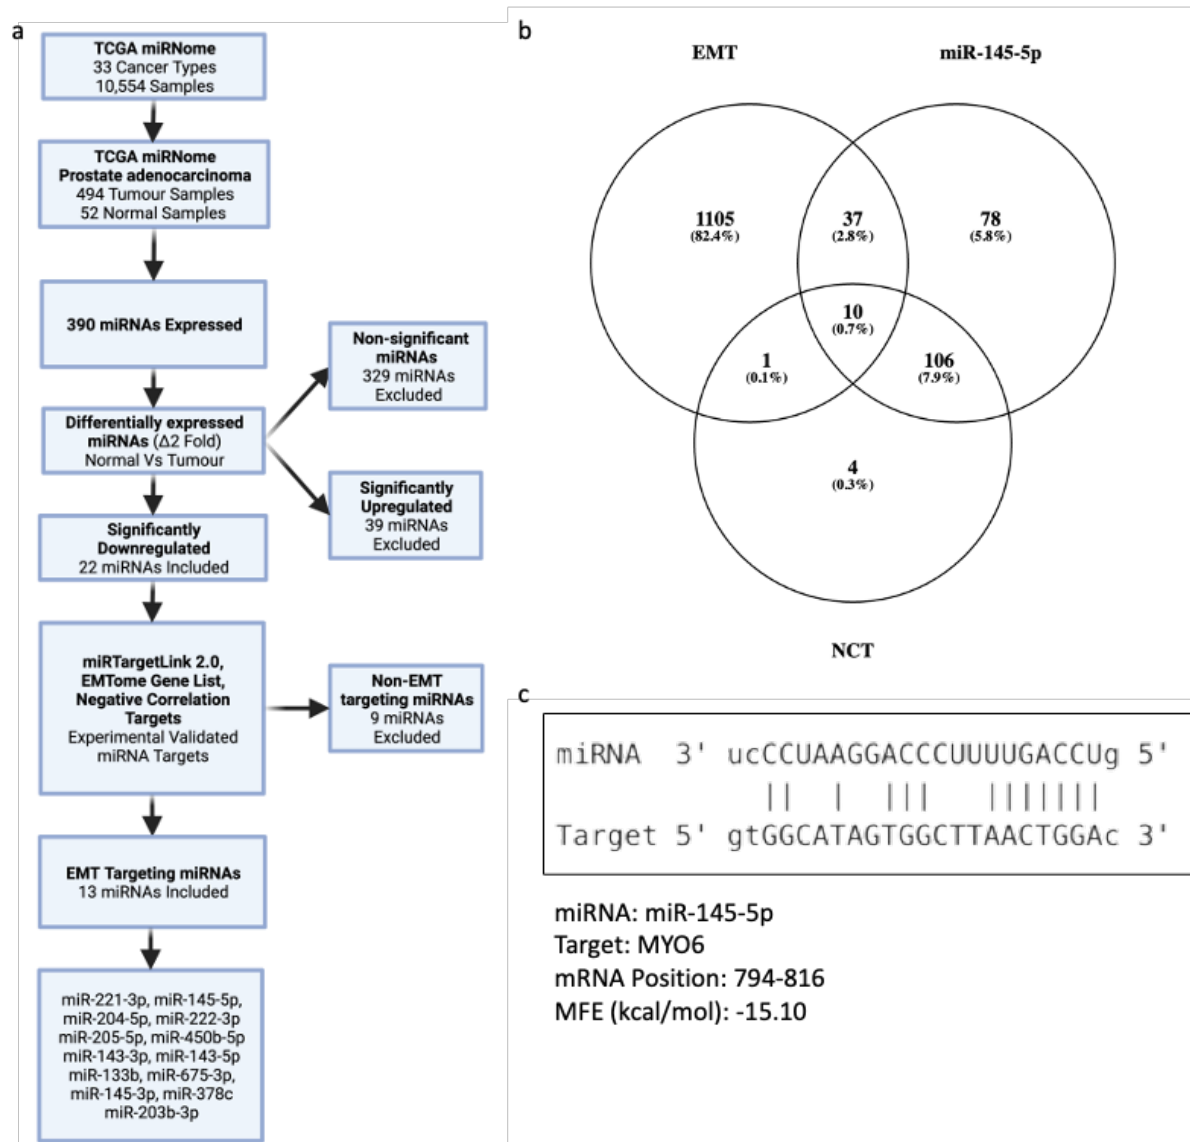 a
TCGA miRNome
33 Cancer Types
10,554 Samples
TCGA miRNome
Prostate adenocarcinoma
494 Tumour Samples
52 Normal Samples
390 miRNAs Expressed
Non-significant
miRNAs
329 miRNAs
Excluded
Differentially expressed
miRNAs (Δ2 Fold)
Normal Vs Tumour
Significantly
Upregulated
39 miRNAs
Excluded
Significantly
Downregulated
22 miRNAs Included
miRTargetLink 2.0,
EMTome Gene List,
Negative Correlation
Targets
Experimental Validated
miRNA Targets
Non-EMT
targeting miRNAs
9 miRNAs
Excluded
EMT Targeting miRNAs
13 miRNAs Included
miR-221-3p, miR-145-5p,
miR-204-5p, miR-222-3p
miR-205-5p, miR-450b-5p
miR-143-3p, miR-143-5p
miR-133b, miR-675-3p,
miR-145-3p, miR-378c
miR-203b-3p
b
EMT
miR-145-5p
1105
(82.4%)
37
(2.8%)
78
(5.8%)
10
(0.7%)
1
(0.1%)
106
(7.9%)
4
(0.3%)
NCT
c
miRNA 3' ucCCUAAGGACCCUUUUGACCUg 5'
Target 5' gtGGCATAGTGGCTTAACTGGAc 3'
miRNA: miR-145-5p
Target: MYO6
mRNA Position: 794-816
MFE (kcal/mol): -15.10